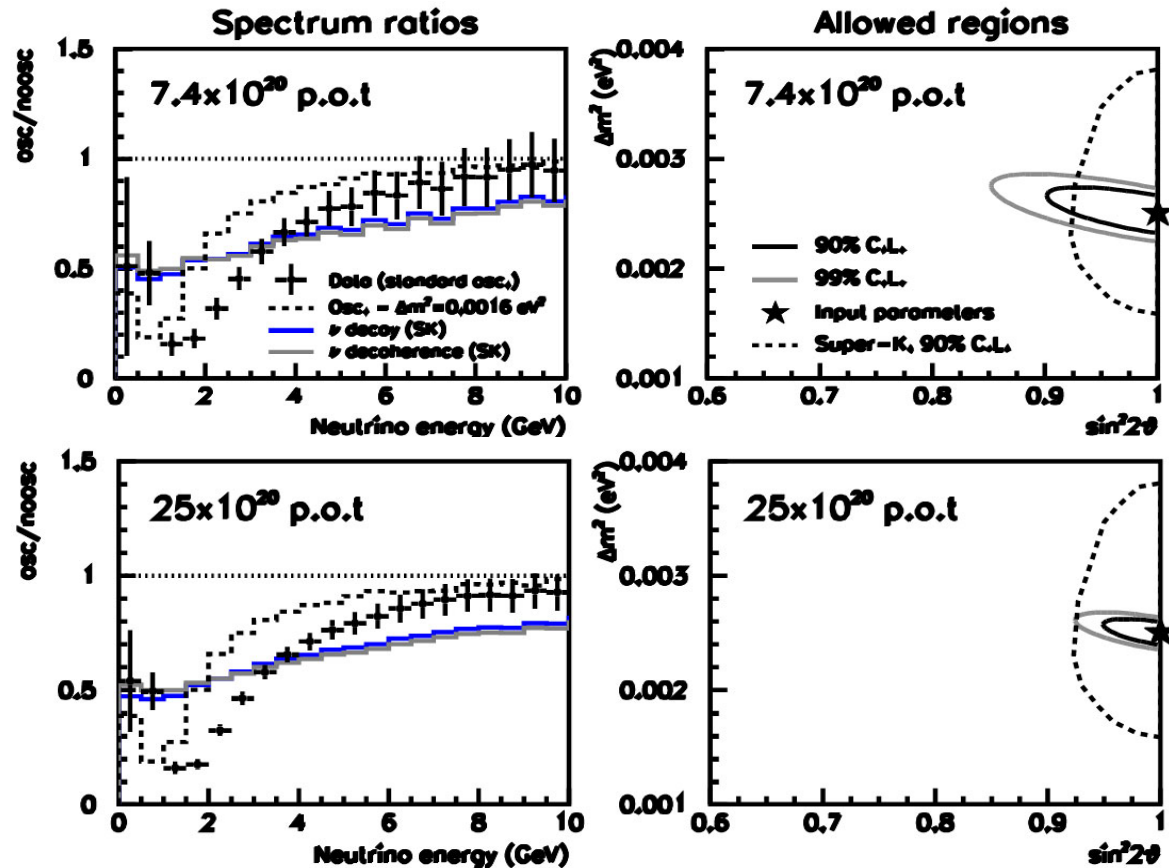 Spectrum ratios
Allowed regions
osc/noosc
1.5
1
0.5
0
7.4x10²⁰ p.o.t
Data (standard osc.)
Osc. – Δm²=0.0016 eV²
ν decay (SK)
ν decoherence (SK)
0 2 4 6 8 10
Neutrino energy (GeV)
Δm² (eV²)
0.004
0.003
0.002
0.001
7.4x10²⁰ p.o.t
90% C.L.
99% C.L.
Input parameters
Super–K, 90% C.L.
0.6 0.7 0.8 0.9 1
sin²2ϑ
osc/noosc
1.5
1
0.5
0
25x10²⁰ p.o.t
0 2 4 6 8 10
Neutrino energy (GeV)
Δm² (eV²)
0.004
0.003
0.002
0.001
25x10²⁰ p.o.t
0.6 0.7 0.8 0.9 1
sin²2ϑ